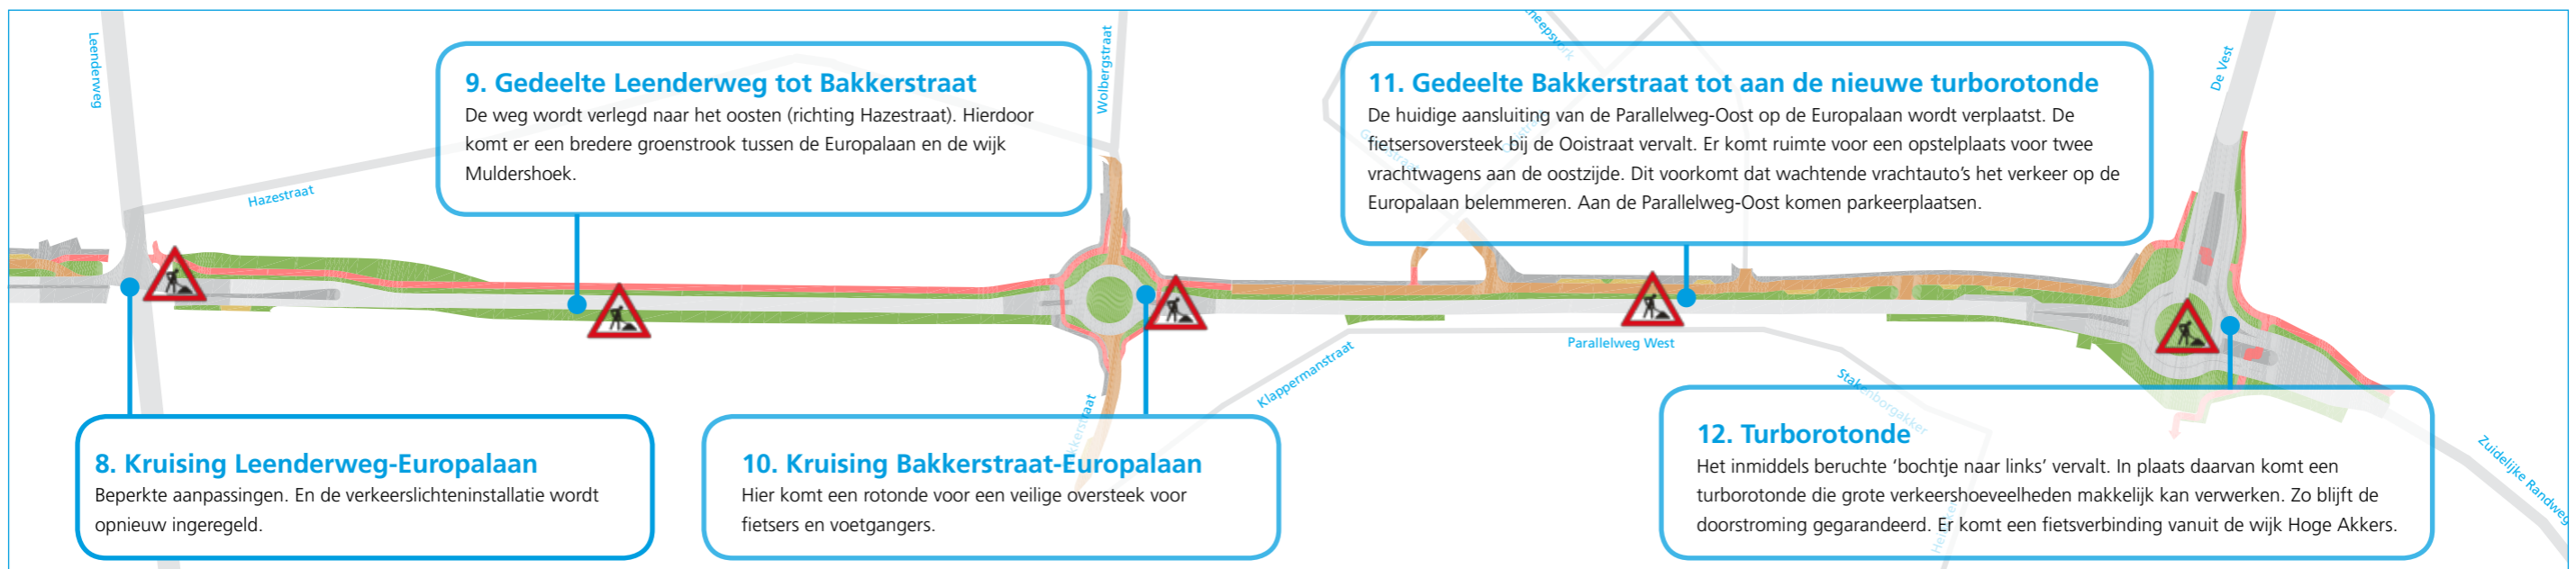 Leenderweg
Hazestraat
9. Gedeelte Leenderweg tot Bakkerstraat
De weg wordt verlegd naar het oosten (richting Hazestraat). Hierdoor
komt er een bredere groenstrook tussen de Europalaan en de wijk
Muldershoek.
Wolbergstraat
11. Gedeelte Bakkerstraat tot aan de nieuwe turborotonde
De huidige aansluiting van de Parallelweg-Oost op de Europalaan wordt verplaatst. De
fietsersoversteek bij de Ooistraat vervalt. Er komt ruimte voor een opstelplaats voor twee
vrachtwagens aan de oostzijde. Dit voorkomt dat wachtende vrachtauto's het verkeer op de
Europalaan belemmeren. Aan de Parallelweg-Oost komen parkeerplaatsen.
De Vest
Klappermanstraat
Parallelweg West
Stakenborgakker
Zuidelijke Randweg
8. Kruising Leenderweg-Europalaan
Beperkte aanpassingen. En de verkeerslichteninstallatie wordt
opnieuw ingeregeld.
10. Kruising Bakkerstraat-Europalaan
Hier komt een rotonde voor een veilige oversteek voor
fietsers en voetgangers.
12. Turborotonde
Het inmiddels beruchte ‘bochtje naar links’ vervalt. In plaats daarvan komt een
turborotonde die grote verkeershoeveelheden makkelijk kan verwerken. Zo blijft de
doorstroming gegarandeerd. Er komt een fietsverbinding vanuit de wijk Hoge Akkers.